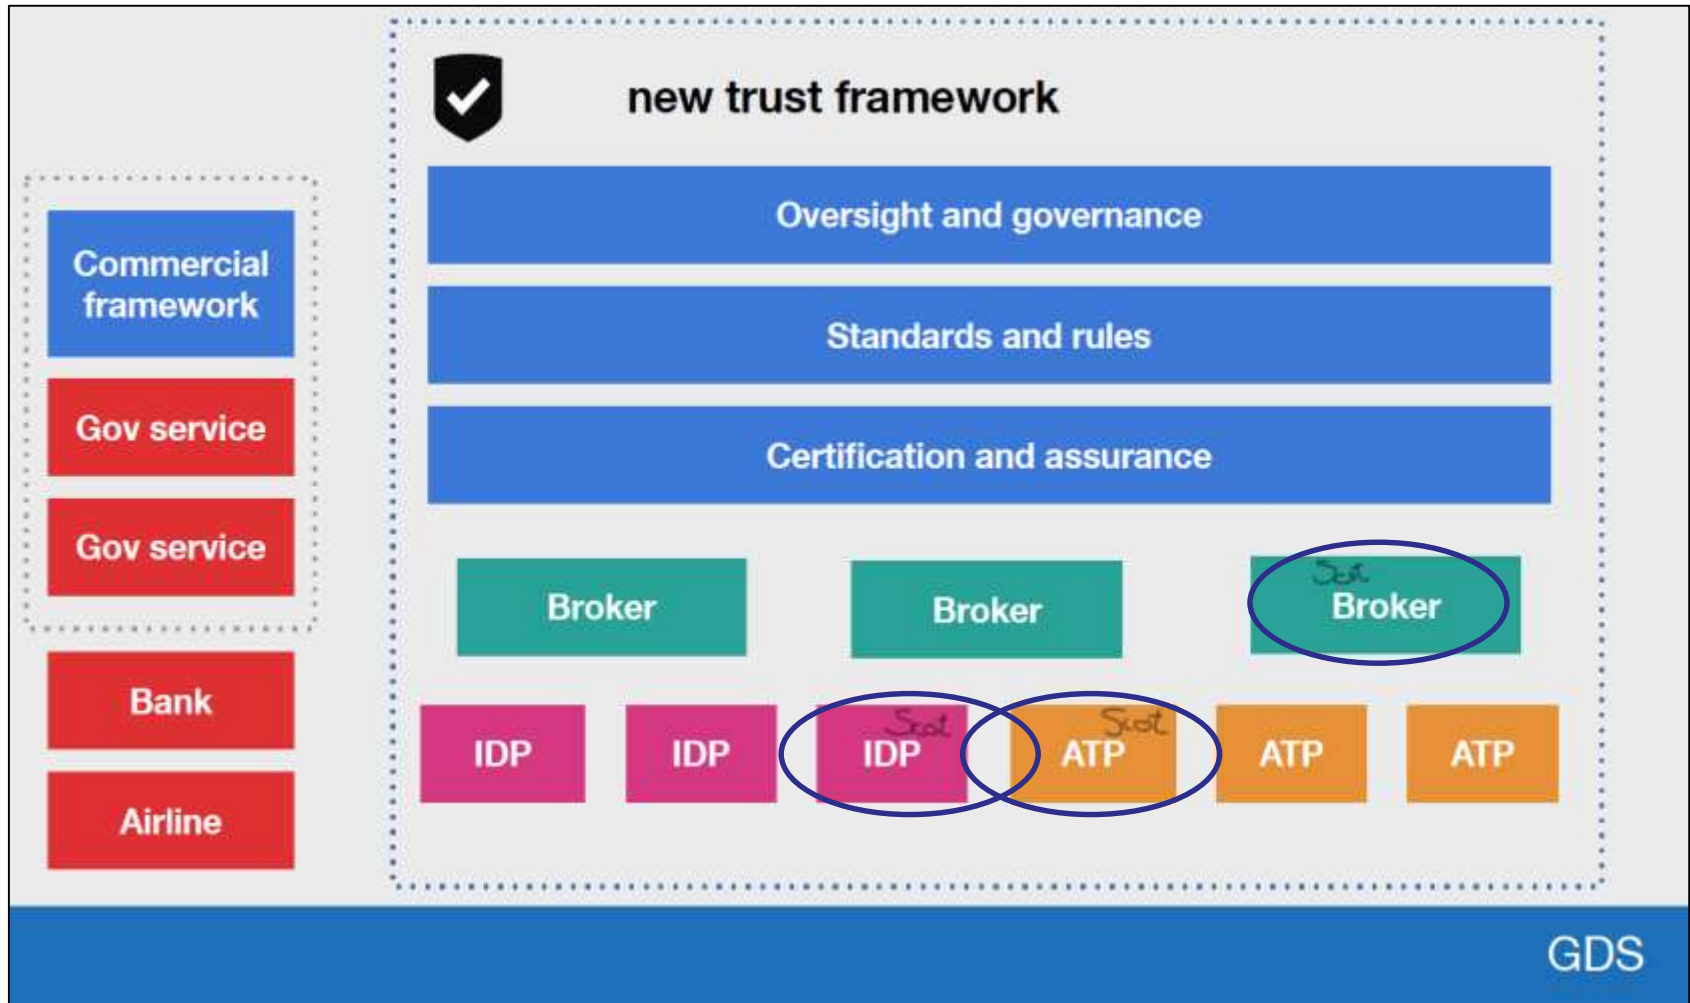 new trust framework
Oversight and governance
Standards and rules
Certification and assurance
Commercial
framework
Gov service
Gov service
Bank
Airline
Broker
Broker
Scot
Broker
IDP
IDP
Scot
IDP
Scot
ATP
ATP
ATP
GDS